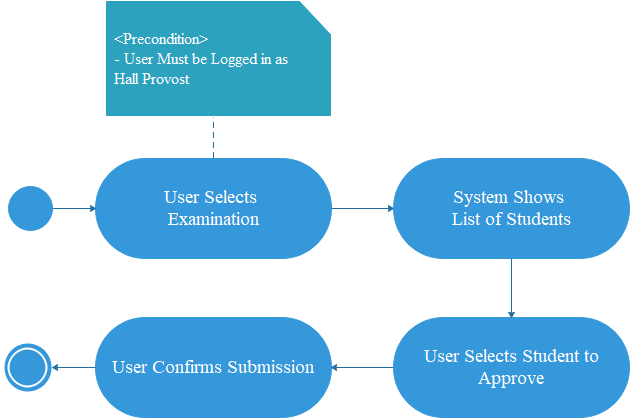 <Precondition>
- User Must be Logged in as
Hall Provost
User Selects
Examination
System Shows
List of Students
User Selects Student to
Approve
User Confirms Submission